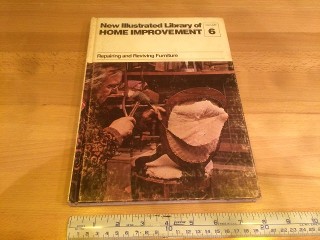 New Illustrated Library of
HOME IMPROVEMENT
6
Repairing and Reviving Furniture